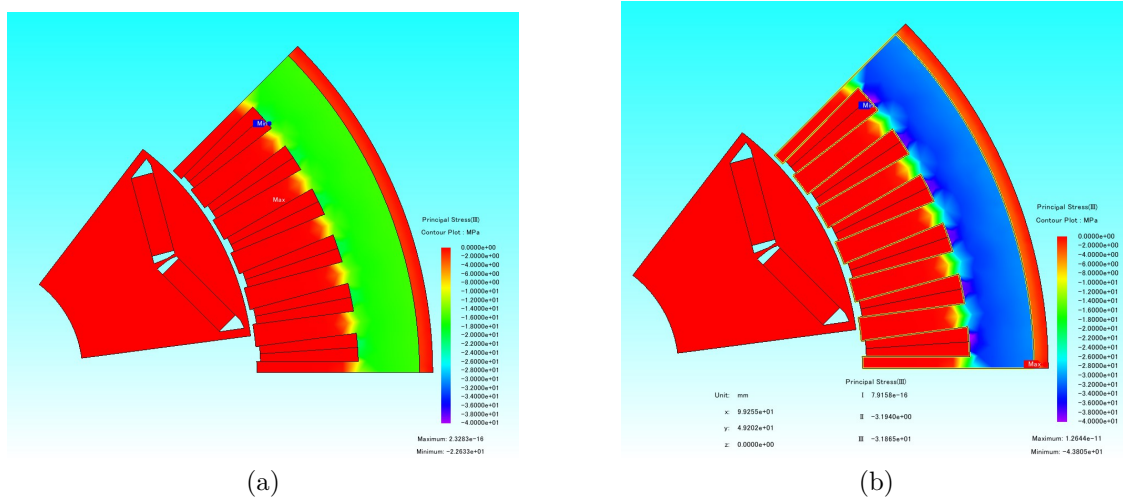 Min
Max
Principal Stress(Ⅲ)
Contour Plot : MPa
0.0000e+00
-2.0000e+00
-4.0000e+00
-6.0000e+00
-8.0000e+00
-1.0000e+01
-1.2000e+01
-1.4000e+01
-1.6000e+01
-1.8000e+01
-2.0000e+01
-2.2000e+01
-2.4000e+01
-2.6000e+01
-2.8000e+01
-3.0000e+01
-3.2000e+01
-3.4000e+01
-3.6000e+01
-3.8000e+01
-4.0000e+01
Maximum: 2.3283e-16
Minimum: -2.2633e+01
(a)
Min
Principal Stress(Ⅲ)
Contour Plot : MPa
0.0000e+00
-2.0000e+00
-4.0000e+00
-6.0000e+00
-8.0000e+00
-1.0000e+01
-1.2000e+01
-1.4000e+01
-1.6000e+01
-1.8000e+01
-2.0000e+01
-2.2000e+01
-2.4000e+01
-2.6000e+01
-2.8000e+01
-3.0000e+01
-3.2000e+01
-3.4000e+01
-3.6000e+01
-3.8000e+01
-4.0000e+01
Max
Principal Stress(Ⅲ)
Unit: mm
Ⅰ 7.9158e-16
x: 9.9255e+01
Ⅱ -3.1940e+00
y: 4.9202e+01
Ⅲ -3.1865e+01
z: 0.0000e+00
Maximum: 1.2644e-11
Minimum: -4.3805e+01
(b)